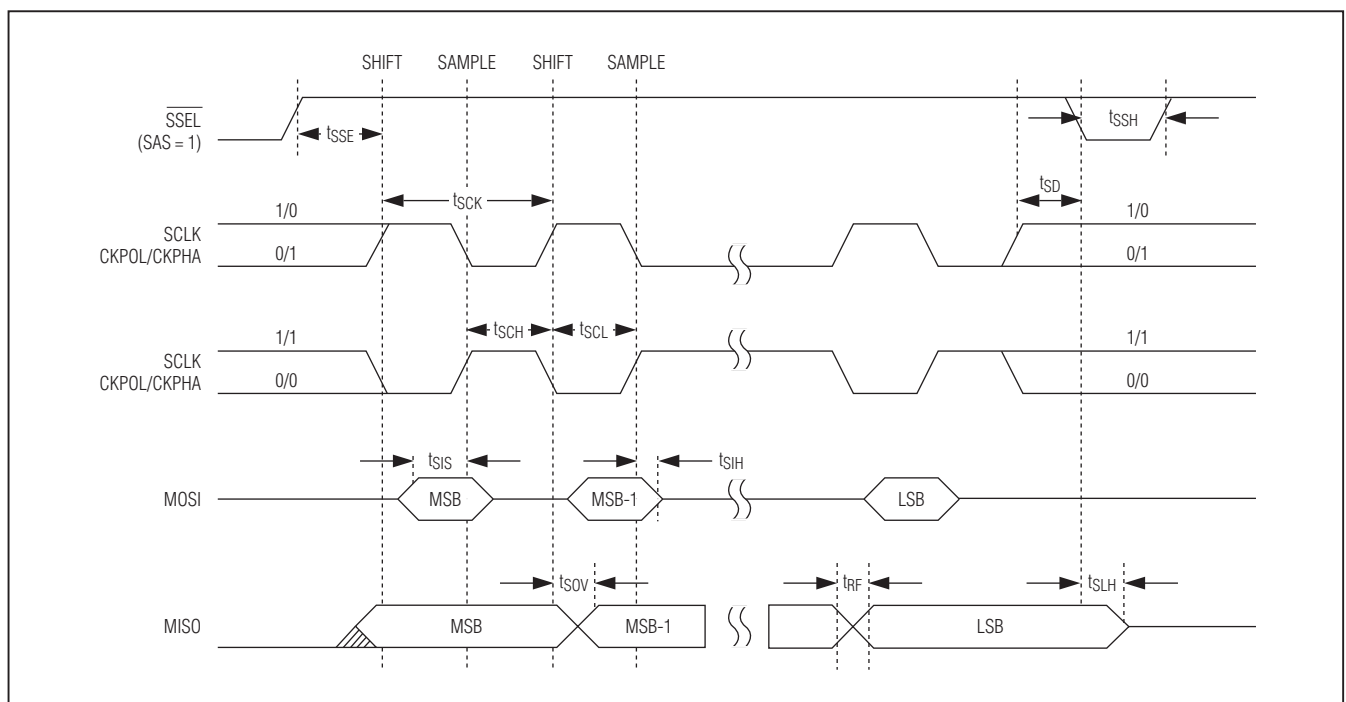 SHIFT SAMPLE SHIFT SAMPLE
SSEL
(SAS = 1)
tSSE
tSSH
tSD
tSCK
1/0 1/0
SCLK
CKPOL/CKPHA
0/1 0/1
tSCH tSCL
1/1 1/1
SCLK
CKPOL/CKPHA
0/0 0/0
tSIS tSIH
MOSI MSB MSB-1 LSB
tSOV tRF tSLH
MISO MSB MSB-1 LSB